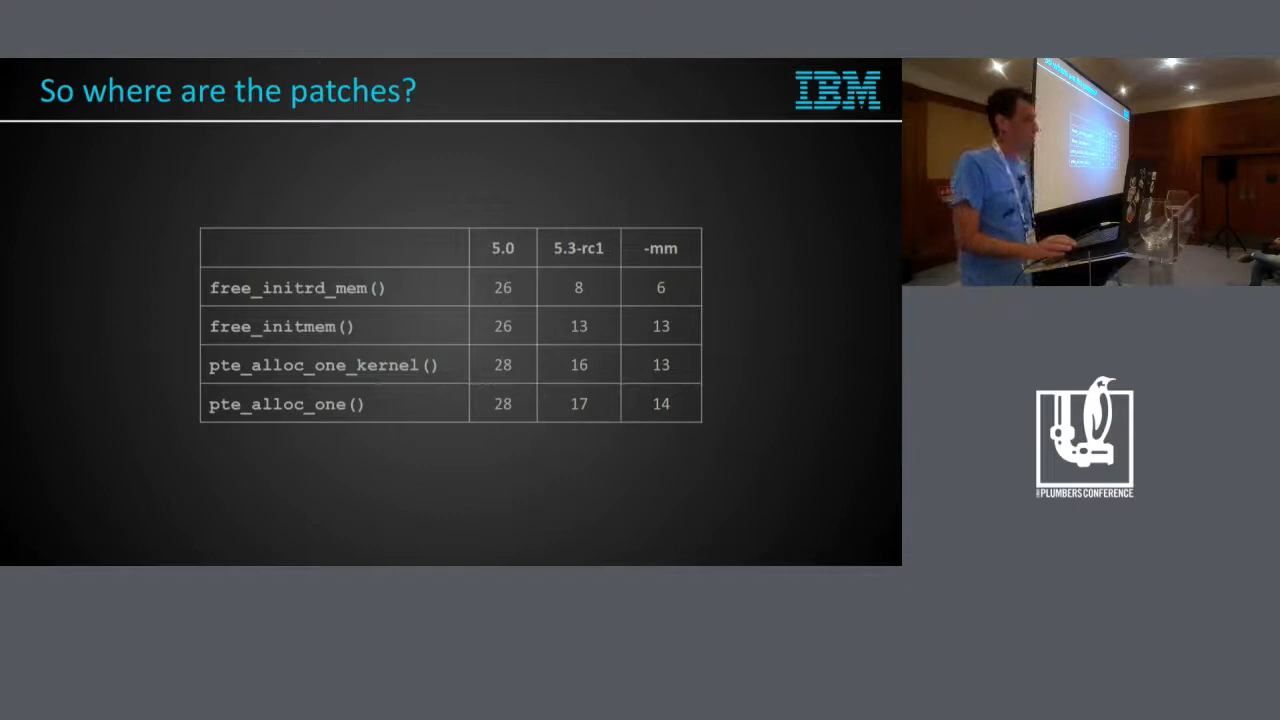 So where are the patches?
IBM
5.0 5.3-rc1 -mm
free_initrd_mem() 26 8 6
free_initmem() 26 13 13
pte_alloc_one_kernel() 28 16 13
pte_alloc_one() 28 17 14
PLUMBERS CONFERENCE